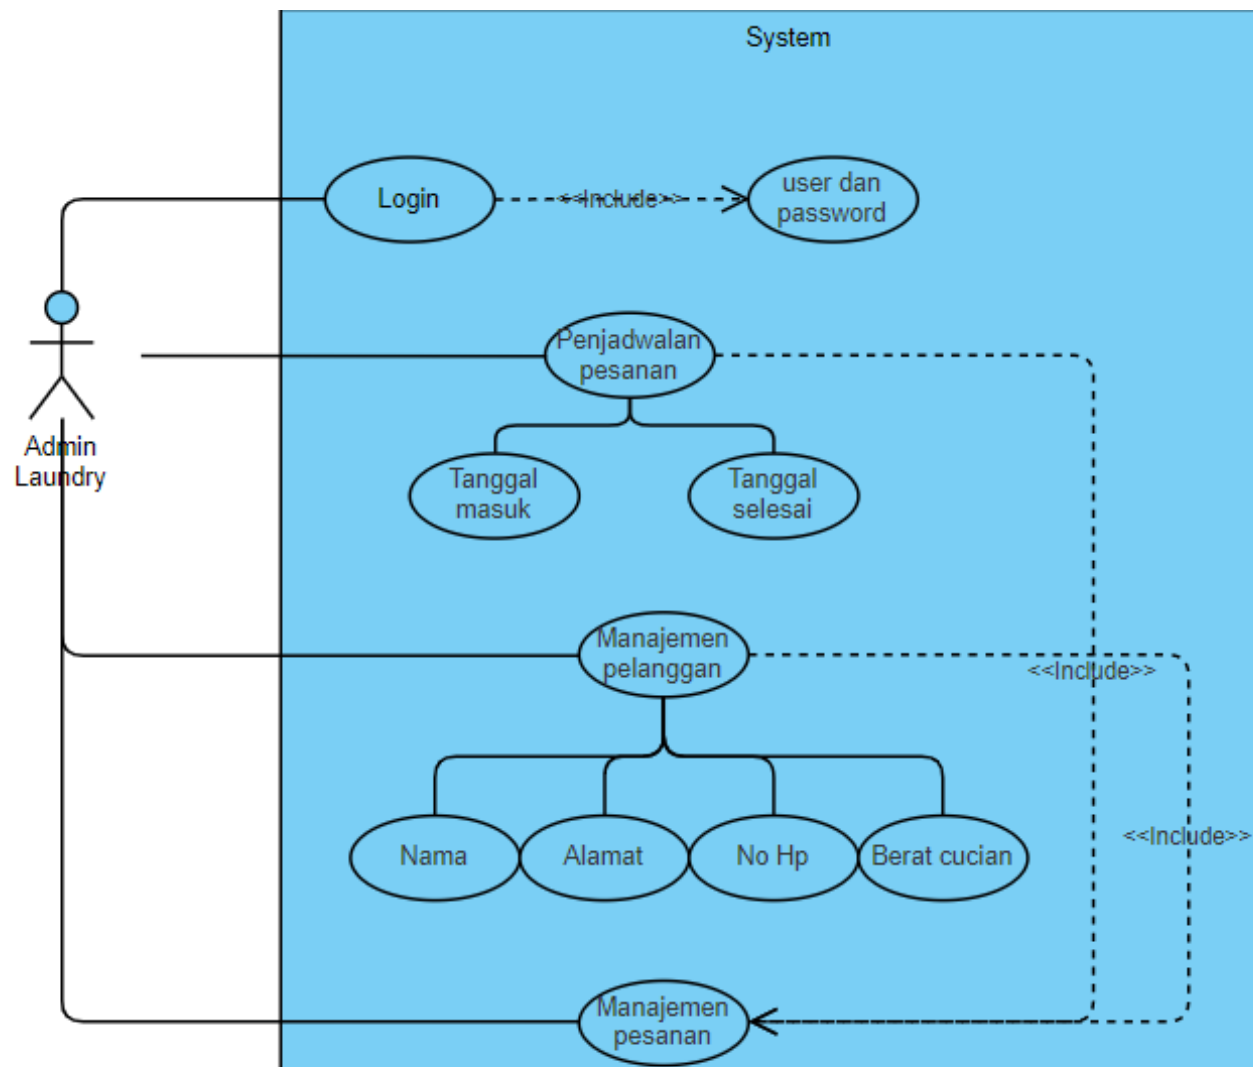 System
Login
<<Include>>
user dan
password
Penjadwalan
pesanan
Admin
Laundry
Tanggal
masuk
Tanggal
selesai
Manajemen
pelanggan
<<Include>>
<<Include>>
Nama
Alamat
No Hp
Berat cucian
Manajemen
pesanan